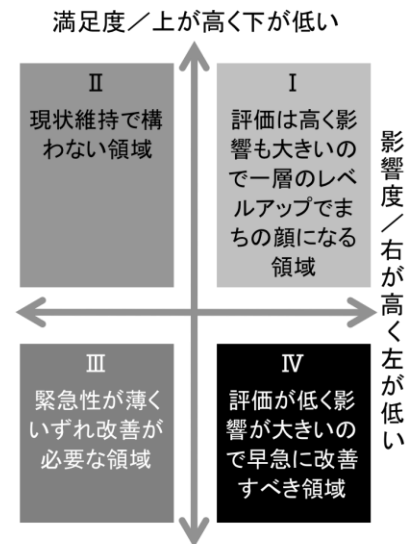 満足度／上が高く下が低い
Ⅱ
現状維持で構
わない領域
Ⅰ
評価は高く影
響も大きいの
で一層のレベ
ルアップでま
ちの顔になる
領域
影響度／右が高く左が低い
Ⅲ
緊急性が薄く
いずれ改善が
必要な領域
Ⅳ
評価が低く影
響が大きいの
で早急に改善
すべき領域